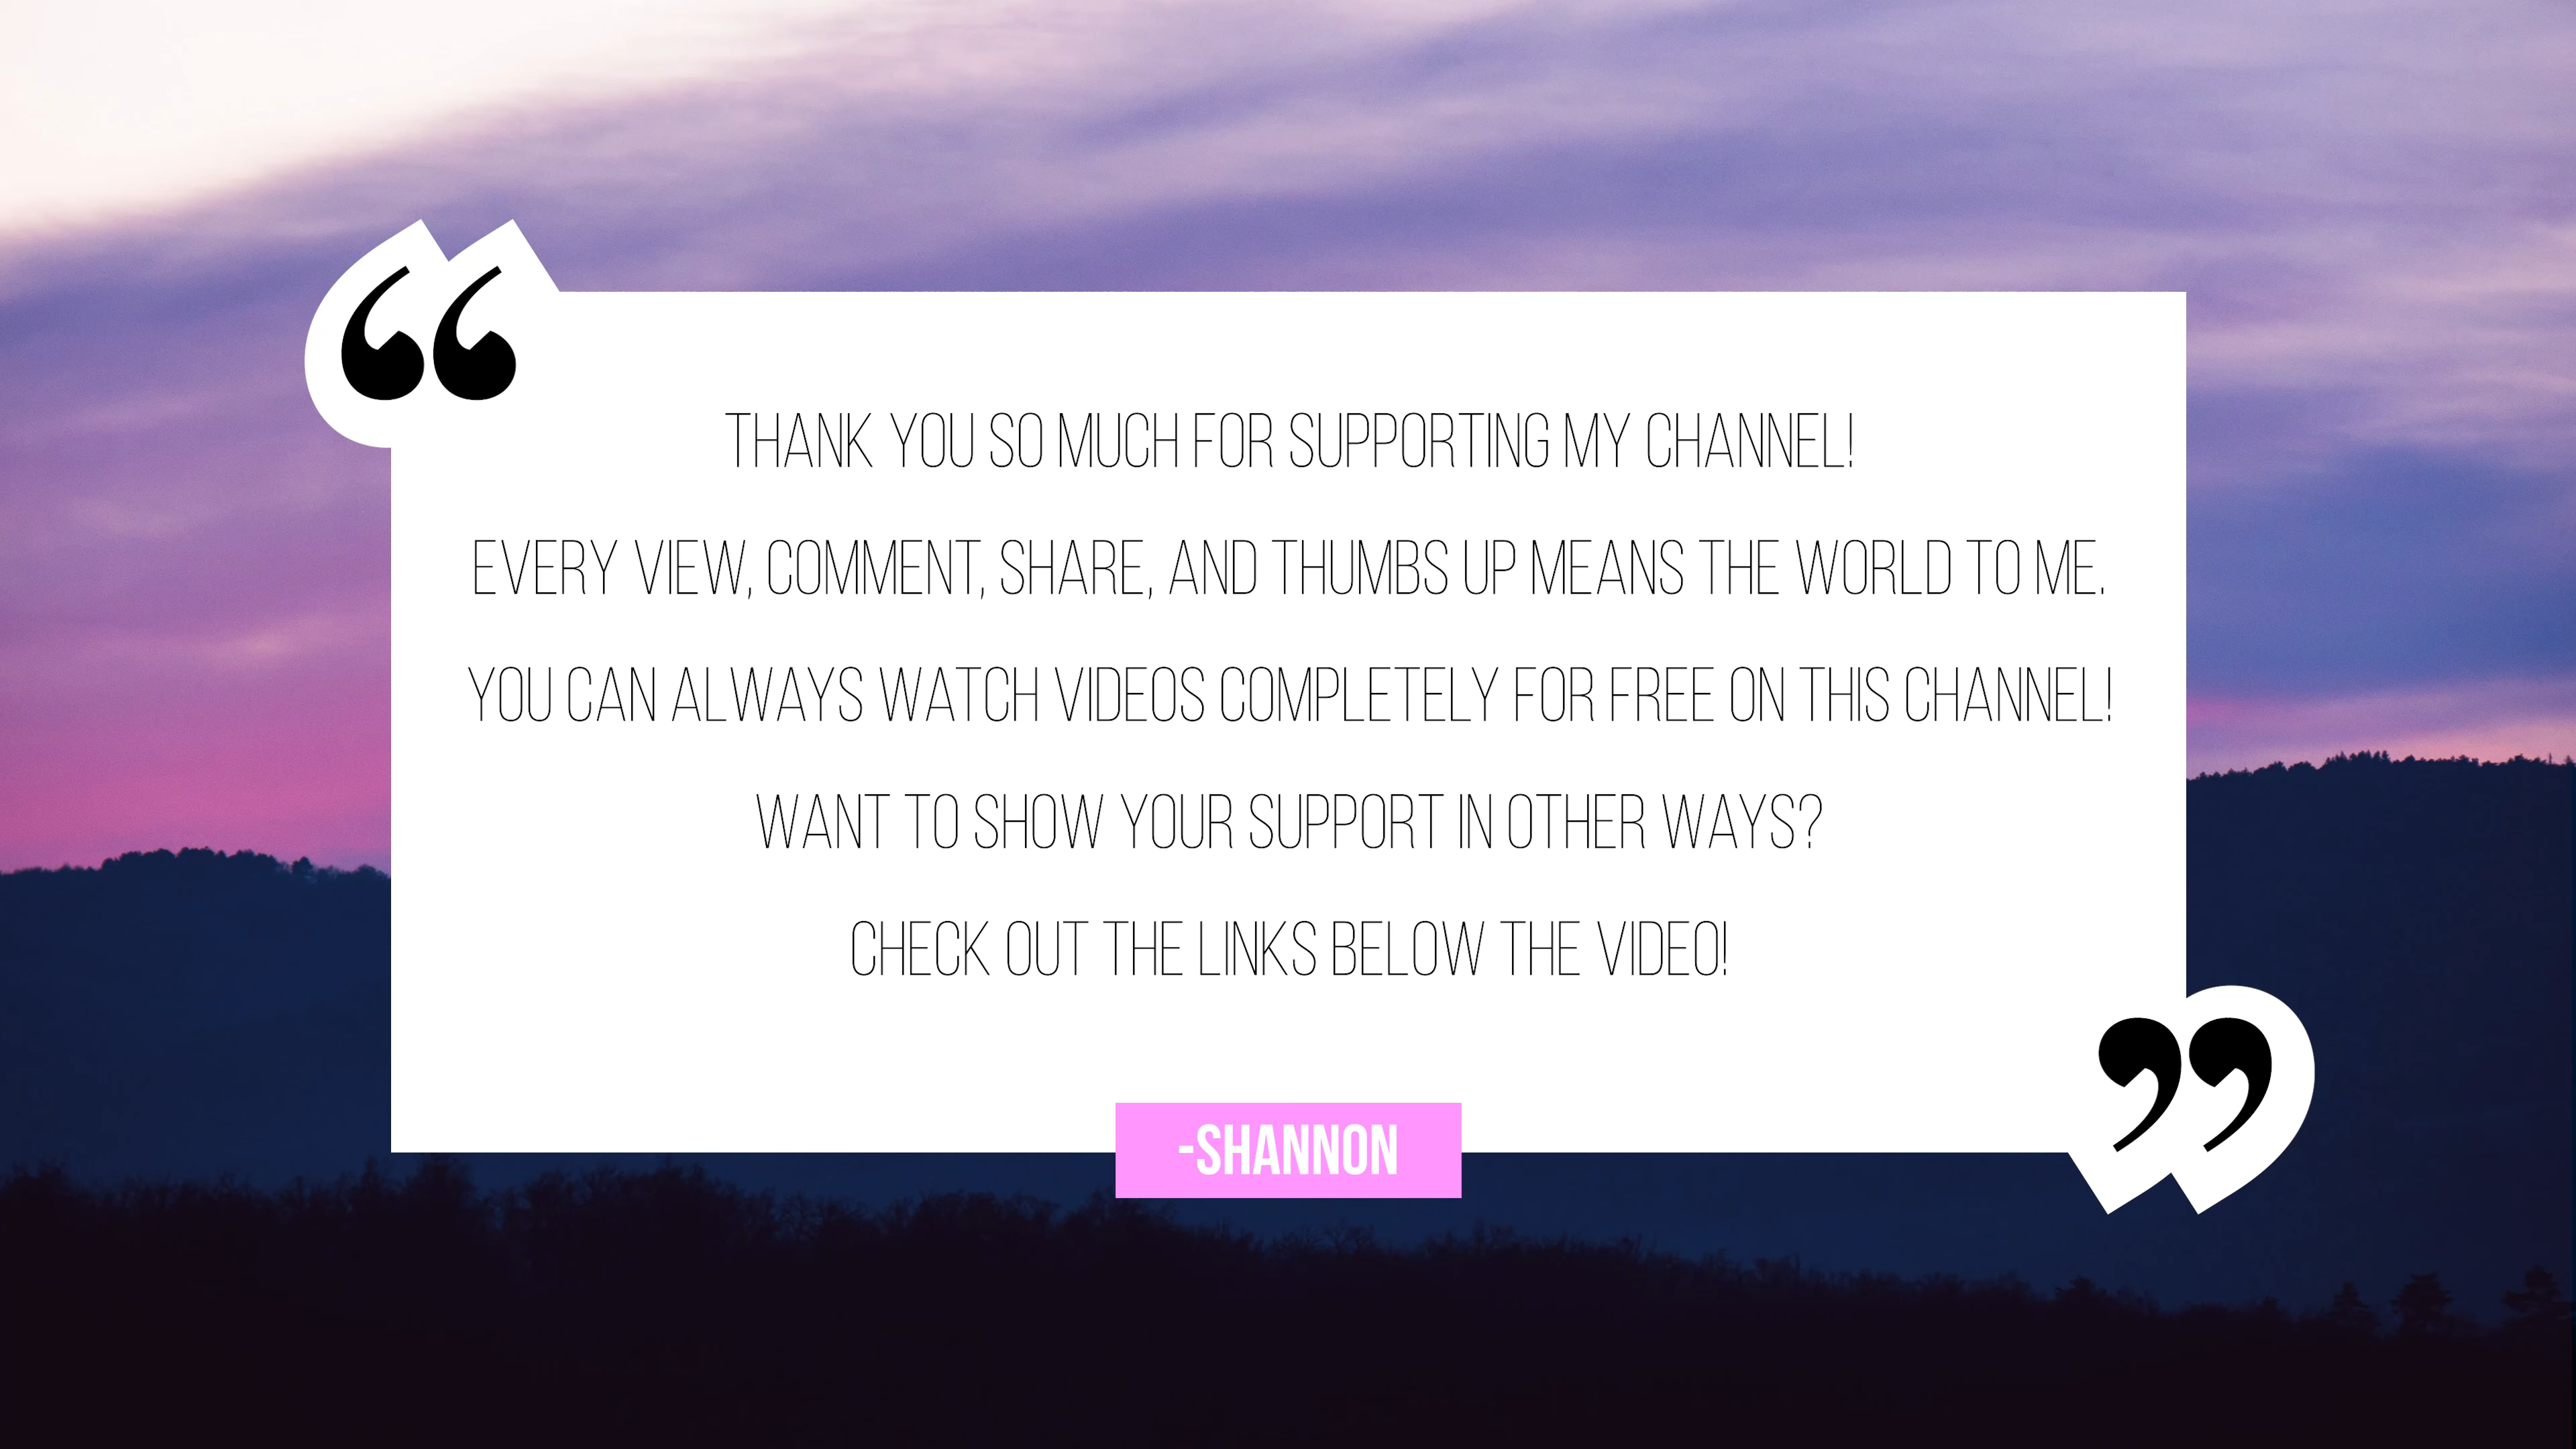 THANK YOU SO MUCH FOR SUPPORTING MY CHANNEL!
EVERY VIEW, COMMENT, SHARE, AND THUMBS UP MEANS THE WORLD TO ME.
YOU CAN ALWAYS WATCH VIDEOS COMPLETELY FOR FREE ON THIS CHANNEL!
WANT TO SHOW YOUR SUPPORT IN OTHER WAYS?
CHECK OUT THE LINKS BELOW THE VIDEO!
-SHANNON